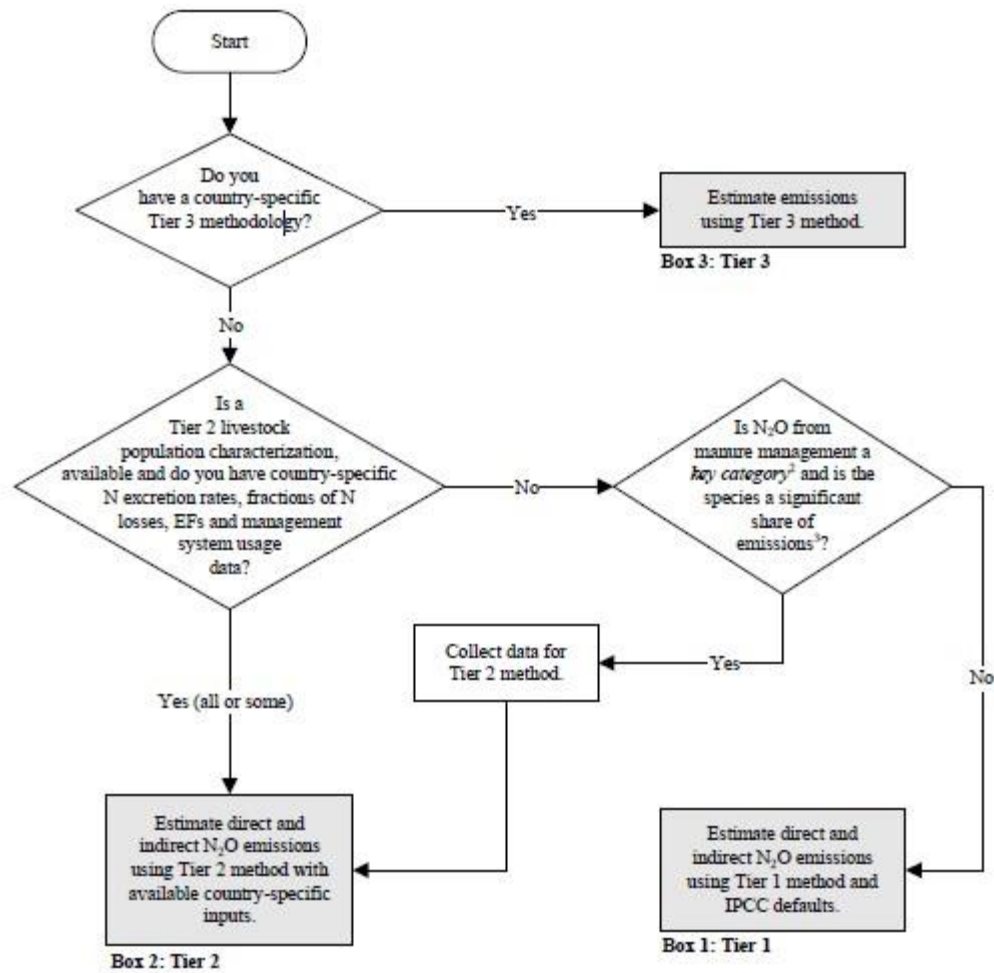 Start
Do you
have a country-specific
Tier 3 methodology?
Yes
Estimate emissions
using Tier 3 method.
Box 3: Tier 3
No
Is a
Tier 2 livestock
population characterization,
available and do you have country-specific
N excretion rates, fractions of N
losses, EFs and management
system usage
data?
No
Is N₂O from
manure management a
key category² and is the
species a significant
share of
emissions³?
Collect data for
Tier 2 method.
Yes
No
Yes (all or some)
Estimate direct and
indirect N₂O emissions
using Tier 2 method with
available country-specific
inputs.
Box 2: Tier 2
Estimate direct and
indirect N₂O emissions
using Tier 1 method and
IPCC defaults.
Box 1: Tier 1